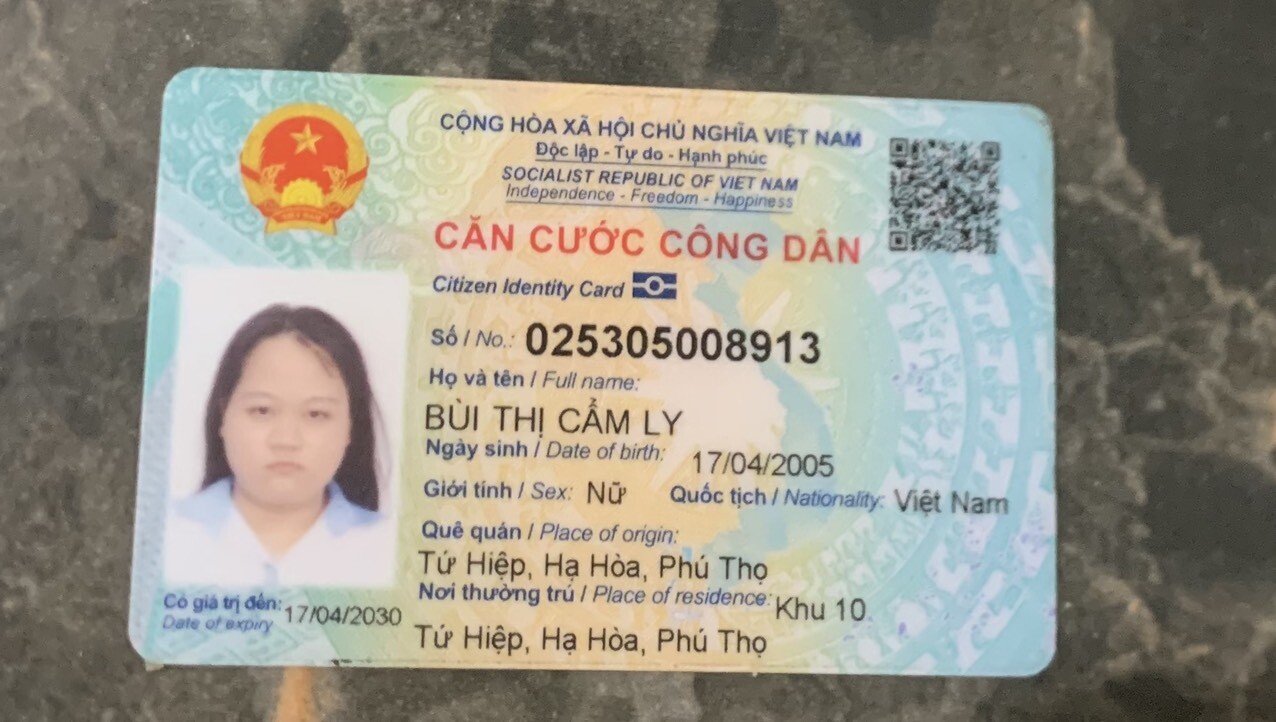 CỘNG HÒA XÃ HỘI CHỦ NGHĨA VIỆT NAM
Độc lập - Tự do - Hạnh phúc
SOCIALIST REPUBLIC OF VIET NAM
Independence - Freedom - Happiness
CĂN CƯỚC CÔNG DÂN
Citizen Identity Card
Số / No.: 025305008913
Họ và tên / Full name:
BÙI THỊ CẨM LY
Ngày sinh / Date of birth: 17/04/2005
Giới tính / Sex: Nữ Quốc tịch / Nationality: Việt Nam
Quê quán / Place of origin:
Tứ Hiệp, Hạ Hòa, Phú Thọ
Nơi thường trú / Place of residence: Khu 10
Tứ Hiệp, Hạ Hòa, Phú Thọ
Có giá trị đến: 17/04/2030
Date of expiry